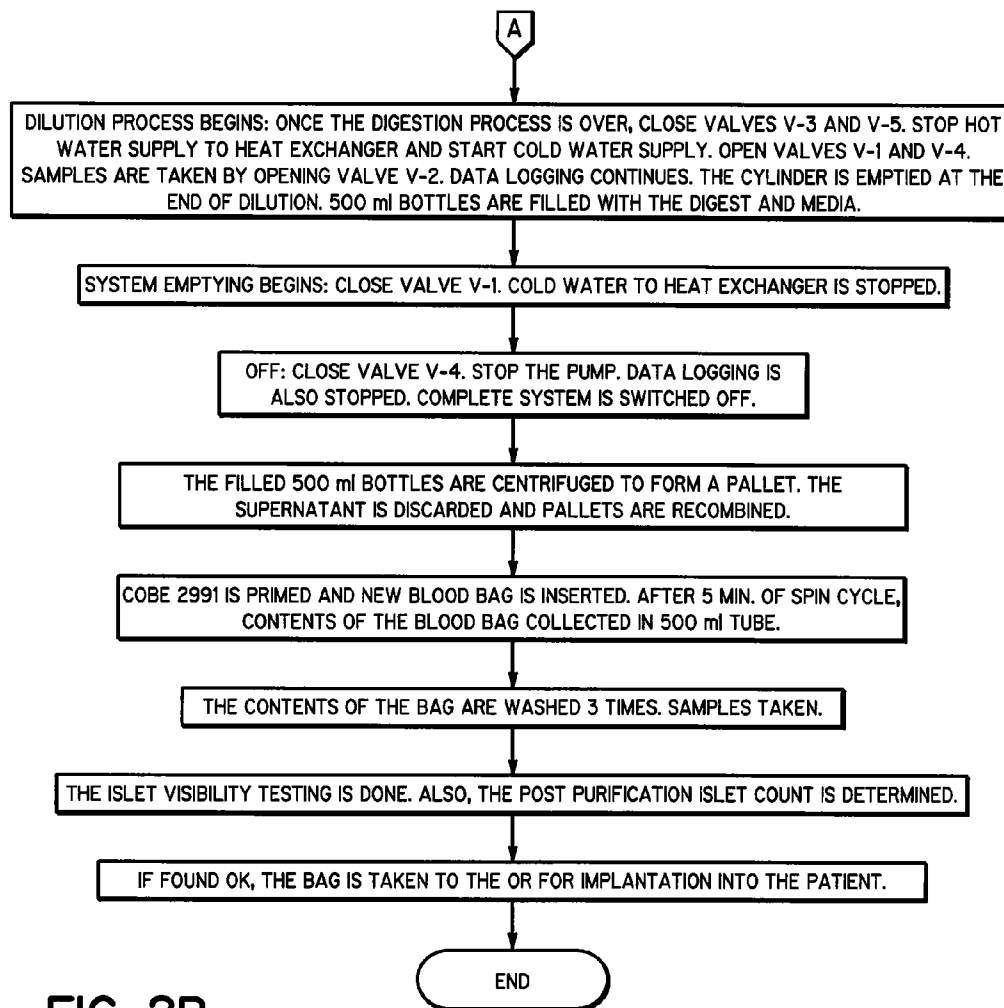 A
DILUTION PROCESS BEGINS: ONCE THE DIGESTION PROCESS IS OVER, CLOSE VALVES V-3 AND V-5. STOP HOT
WATER SUPPLY TO HEAT EXCHANGER AND START COLD WATER SUPPLY. OPEN VALVES V-1 AND V-4.
SAMPLES ARE TAKEN BY OPENING VALVE V-2. DATA LOGGING CONTINUES. THE CYLINDER IS EMPTIED AT THE
END OF DILUTION. 500 ml BOTTLES ARE FILLED WITH THE DIGEST AND MEDIA.
SYSTEM EMPTYING BEGINS: CLOSE VALVE V-1. COLD WATER TO HEAT EXCHANGER IS STOPPED.
OFF: CLOSE VALVE V-4. STOP THE PUMP. DATA LOGGING IS
ALSO STOPPED. COMPLETE SYSTEM IS SWITCHED OFF.
THE FILLED 500 ml BOTTLES ARE CENTRIFUGED TO FORM A PALLET. THE
SUPERNATANT IS DISCARDED AND PALLETS ARE RECOMBINED.
COBE 2991 IS PRIMED AND NEW BLOOD BAG IS INSERTED. AFTER 5 MIN. OF SPIN CYCLE,
CONTENTS OF THE BLOOD BAG COLLECTED IN 500 ml TUBE.
THE CONTENTS OF THE BAG ARE WASHED 3 TIMES. SAMPLES TAKEN.
THE ISLET VISIBILITY TESTING IS DONE. ALSO, THE POST PURIFICATION ISLET COUNT IS DETERMINED.
IF FOUND OK, THE BAG IS TAKEN TO THE OR FOR IMPLANTATION INTO THE PATIENT.
END